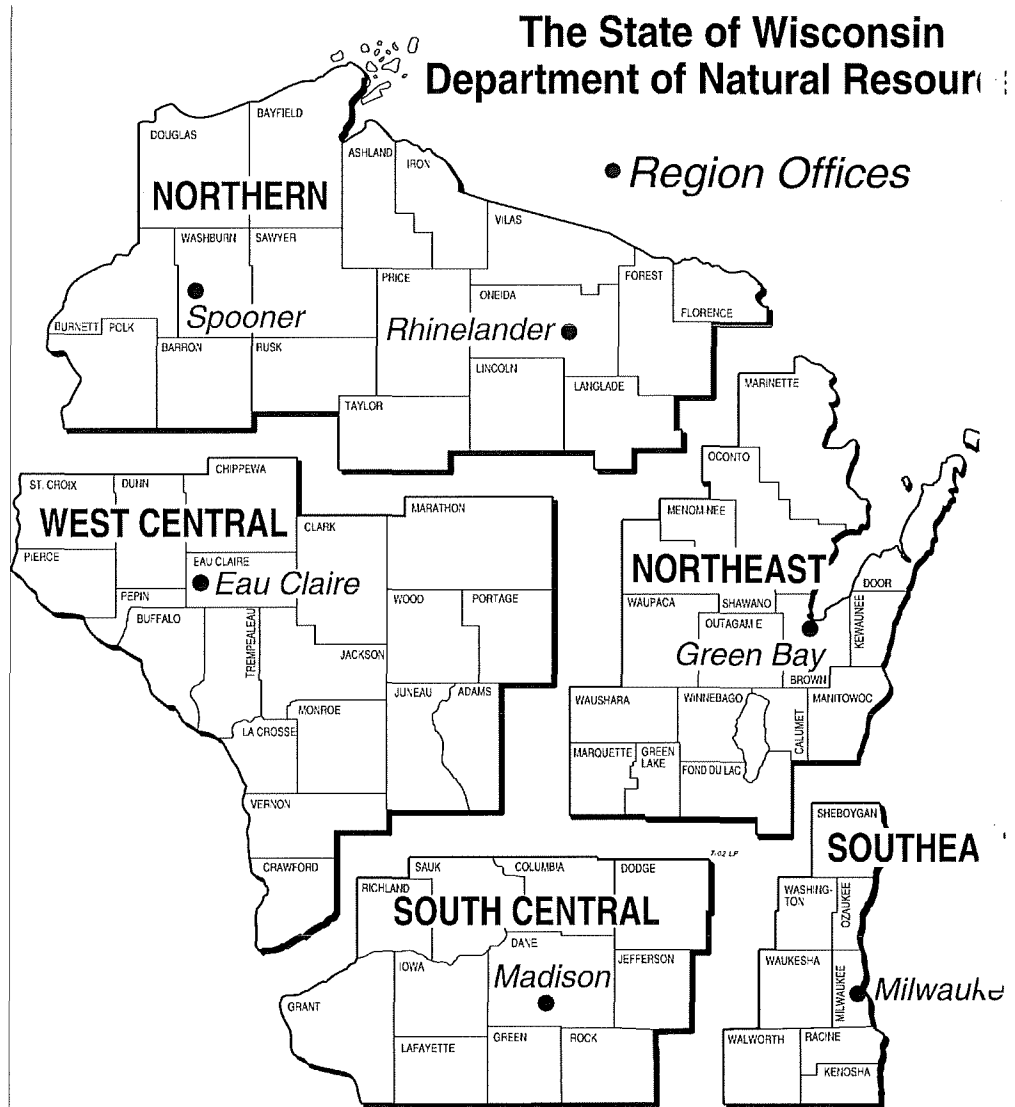 The State of Wisconsin
Department of Natural Resour
Region Offices
BAYFIELD
DOUGLAS
ASHLAND
IRON
NORTHERN
VILAS
WASHBURN
SAWYER
PRICE
FOREST
ONEIDA
Spooner
FLORENCE
BURNETT
POLK
Rhinelander
BARRON
RUSK
LINCOLN
LANGLADE
TAYLOR
CHIPPEWA
ST. CROIX
DUNN
MARATHON
WEST CENTRAL
CLARK
PIERCE
EAU CLAIRE
Eau Claire
PEPIN
WOOD
PORTAGE
BUFFALO
TREMPEALEAU
JACKSON
JUNEAU
ADAMS
MONROE
LA CROSSE
VERNON
CRAWFORD
MARINETTE
OCONTO
MENOMINEE
NORTHEAST
DOOR
WAUPACA
SHAWANO
OUTAGAMIE
KEWAUNEE
Green Bay
BROWN
WAUSHARA
WINNEBAGO
MANITOWOC
CALUMET
MARQUETTE
GREEN
LAKE
FOND DU LAC
SHEBOYGAN
SOUTHEA
T-02 LP
WASHING-
TON
OZAUKEE
WAUKESHA
MILWAUKEE
Milwauke
WALWORTH
RACINE
KENOSHA
SAUK
COLUMBIA
DODGE
RICHLAND
SOUTH CENTRAL
DANE
IOWA
Madison
JEFFERSON
GRANT
LAFAYETTE
GREEN
ROCK